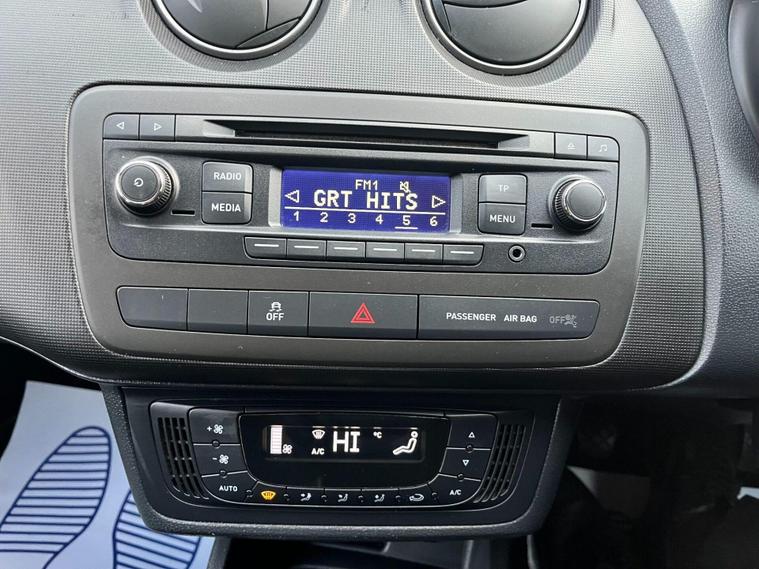 RADIO
MEDIA
FM1
GRT HITS
1 2 3 4 5 6
TP
MENU
OFF
PASSENGER AIR BAG OFF
A/C
HI °C
AUTO
A/C